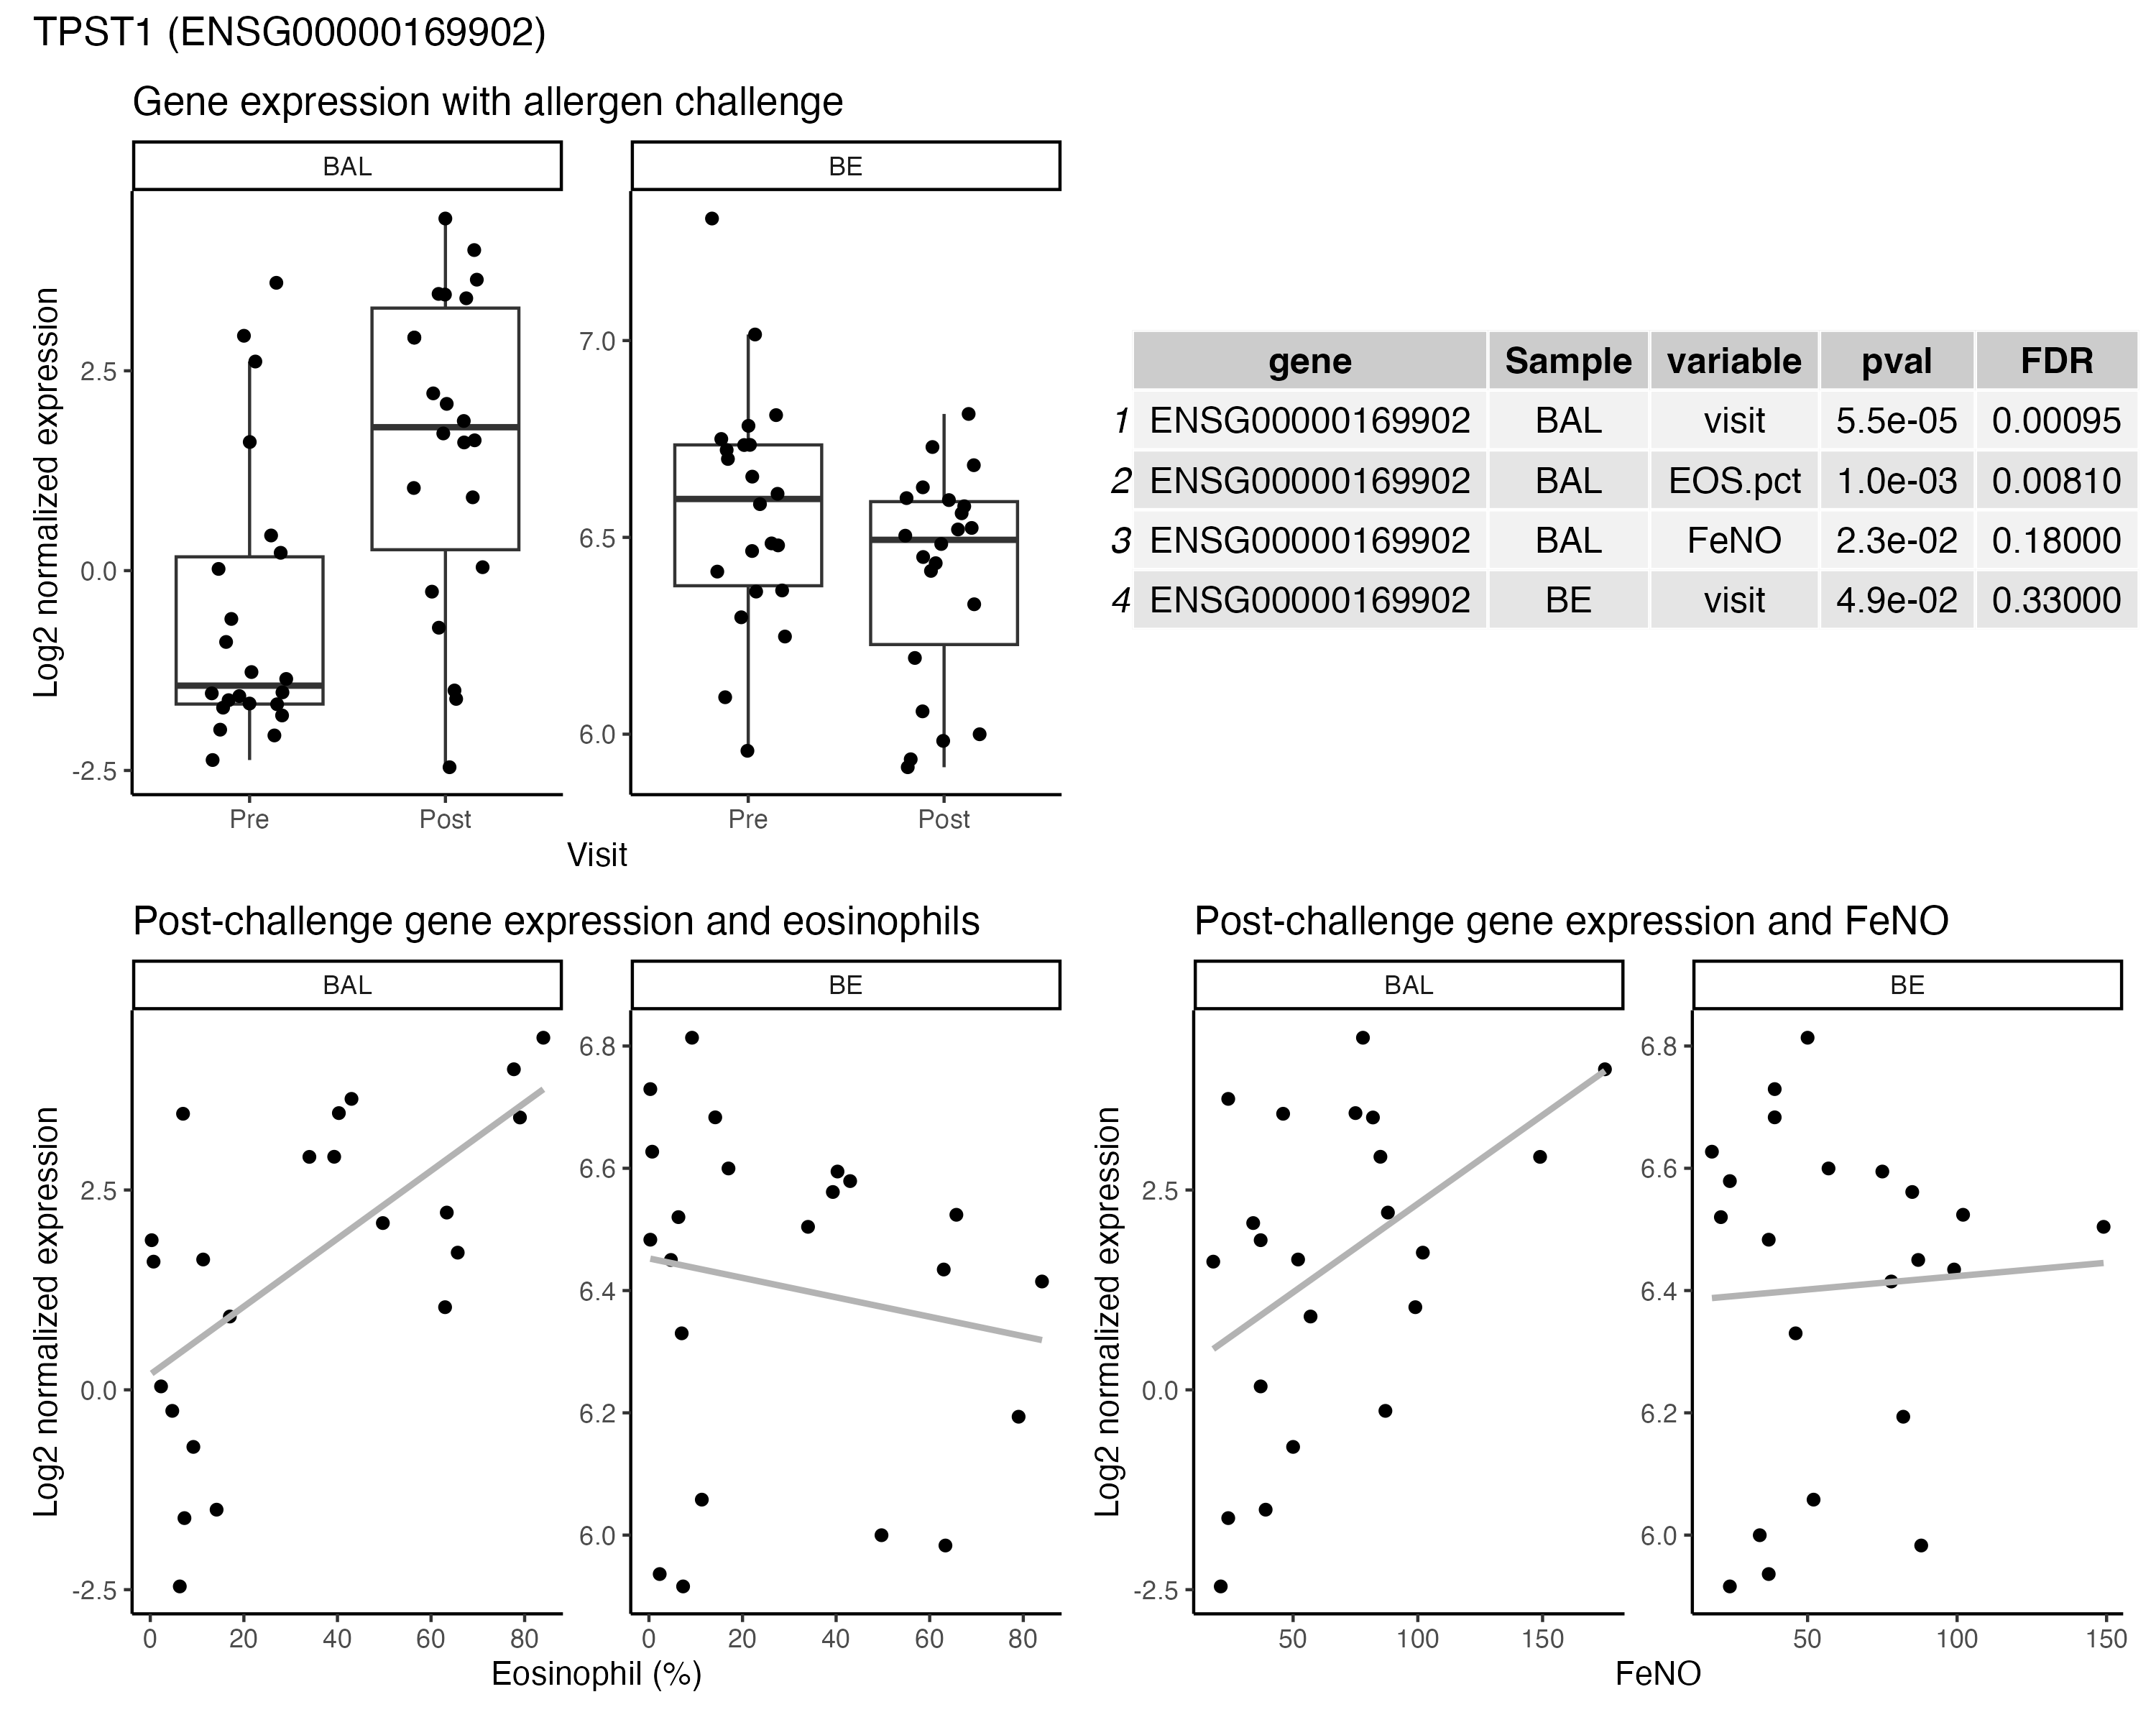 TPST1 (ENSG00000169902)
Gene expression with allergen challenge
BAL
BE
Log2 normalized expression
2.5
0.0
-2.5
7.0
6.5
6.0
Pre
Post
Pre
Post
Visit
gene Sample variable pval FDR
1 ENSG00000169902 BAL visit 5.5e-05 0.00095
2 ENSG00000169902 BAL EOS.pct 1.0e-03 0.00810
3 ENSG00000169902 BAL FeNO 2.3e-02 0.18000
4 ENSG00000169902 BE visit 4.9e-02 0.33000
Post-challenge gene expression and eosinophils
BAL
BE
Log2 normalized expression
2.5
0.0
-2.5
6.8
6.6
6.4
6.2
6.0
0 20 40 60 80
0 20 40 60 80
Eosinophil (%)
Post-challenge gene expression and FeNO
BAL
BE
Log2 normalized expression
2.5
0.0
-2.5
6.8
6.6
6.4
6.2
6.0
50 100 150
50 100 150
FeNO